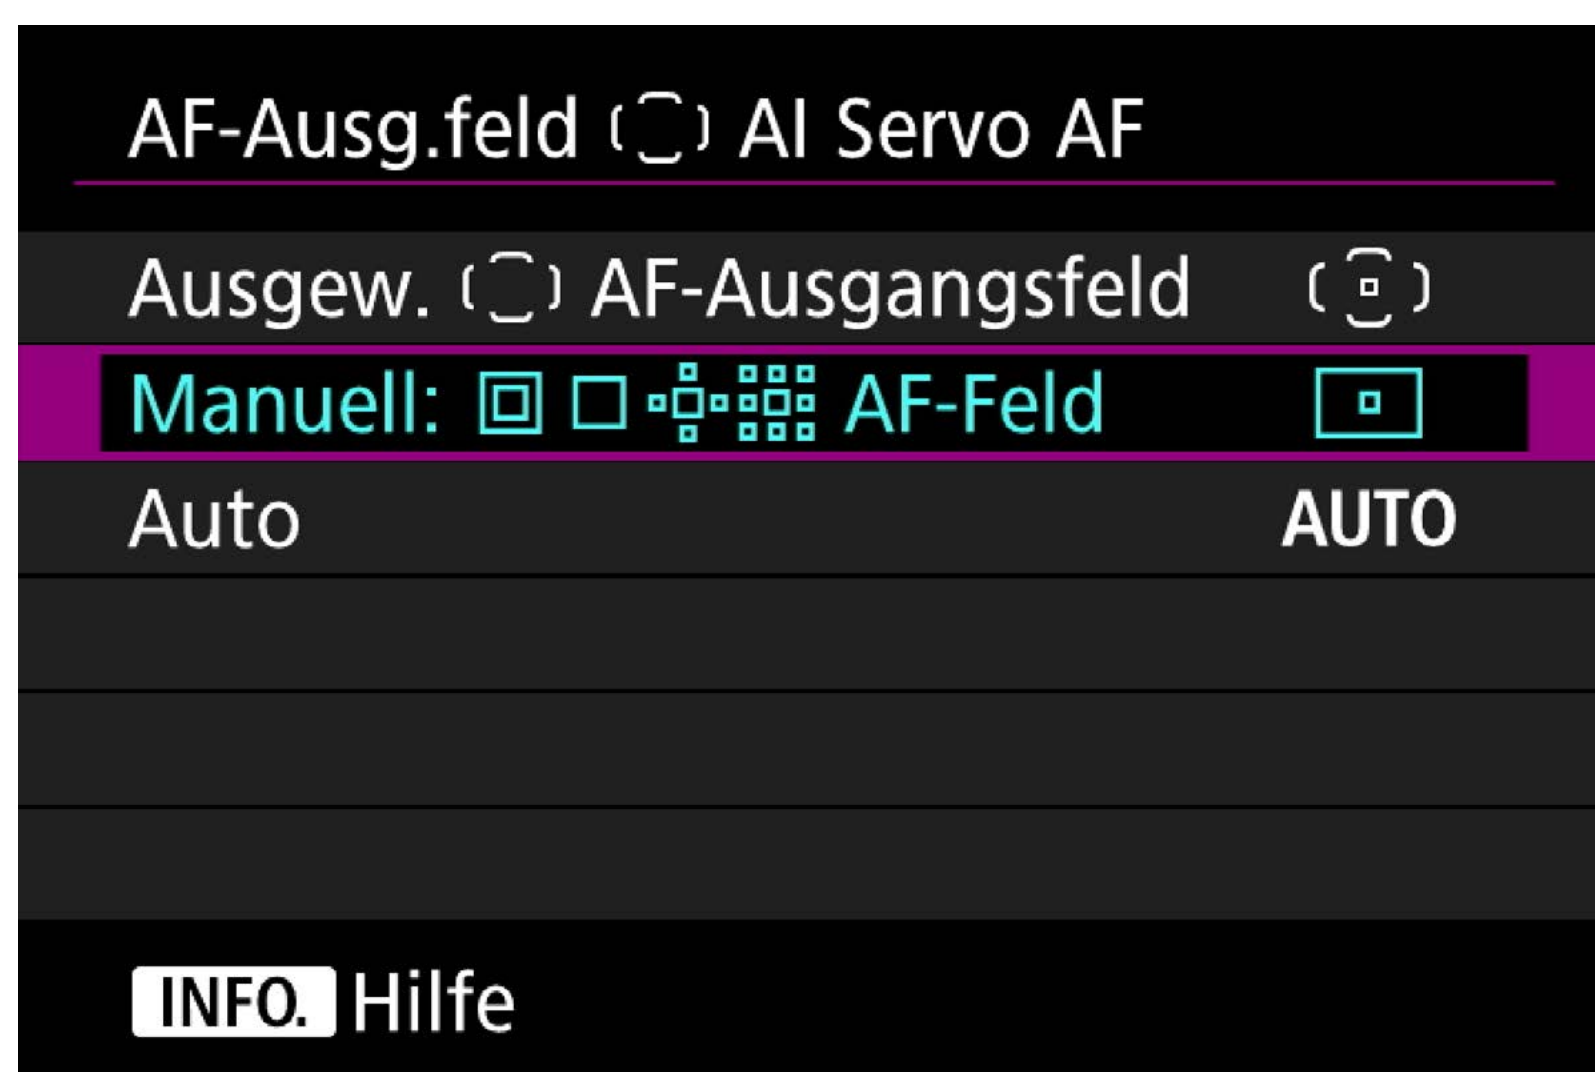 AF-Ausg.feld AI Servo AF
Ausgew. AF-Ausgangsfeld
Manuell: AF-Feld
Auto AUTO
INFO. Hilfe